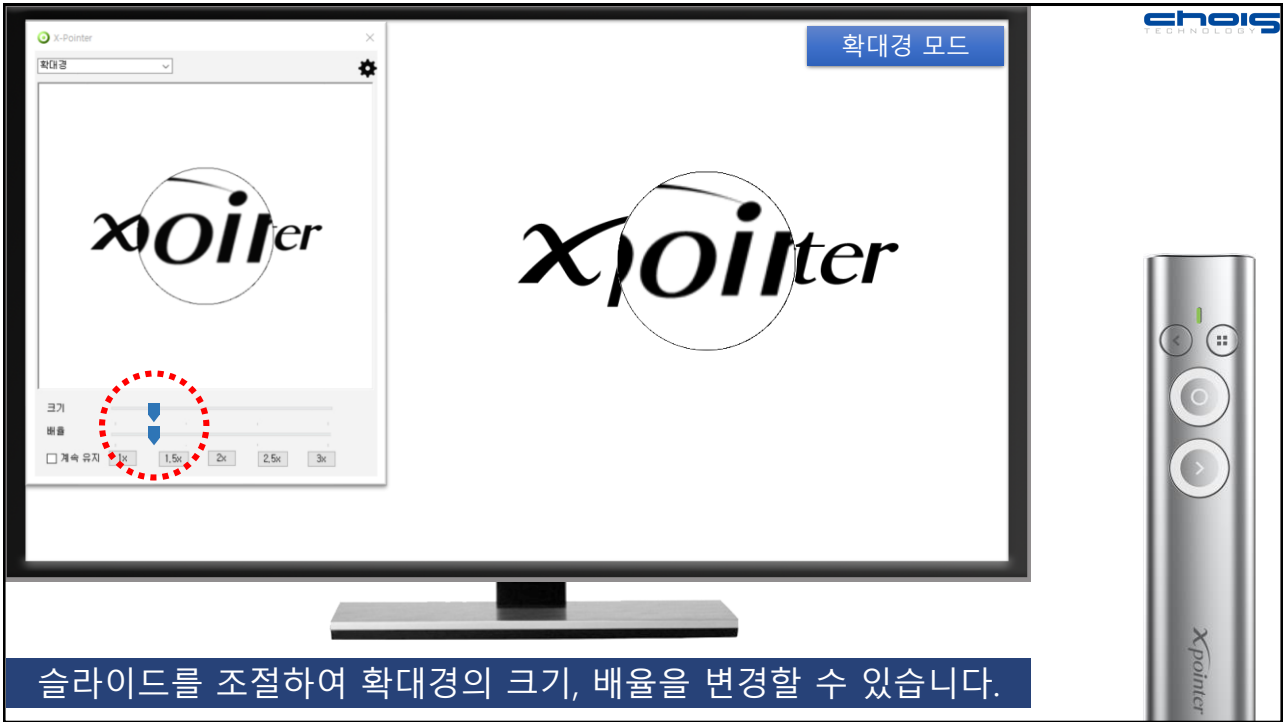 chois
TECHNOLOGY
X-Pointer
확대경 모드
확대경
xpointer
xpointer
크기
배율
계속 유지 1x 1.5x 2x 2.5x 3x
Xpointer
슬라이드를 조절하여 확대경의 크기, 배율을 변경할 수 있습니다.